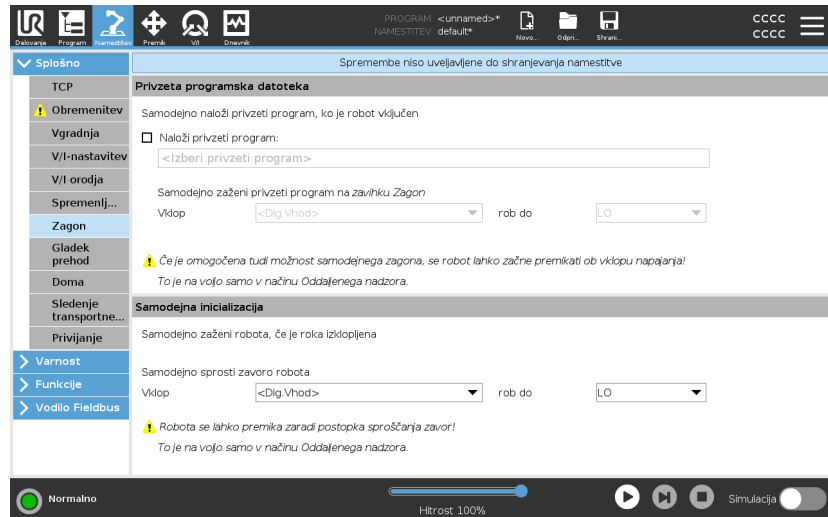 PROGRAM <unnamed>*
NAMESTITEV default*
cccc
cccc
Delovanje Program Namestitev Premik V/I Dnevnik Novo... Odpri... Shrani...
Splošno
TCP
Obremenitev
Vgradnja
V/I-nastavitev
V/I orodja
Spremenlj...
Zagon
Gladek
prehod
Doma
Sledenje
transportne...
Privijanje
Varnost
Funkcije
Vodilo Fieldbus
Spremembe niso uveljavljene do shranjevanja namestitve
Privzeta programska datoteka
Samodejno naloži privzeti program, ko je robot vključen
Naloži privzeti program:
<Izberi privzeti program>
Samodejno zaženi privzeti program na zavihku Zagon
Vklop <Dig.Vhod> rob do LO
Če je omogočena tudi možnost samodejnega zagona, se robot lahko začne premikati ob vklopu napajanja!
To je na voljo samo v načinu Oddaljenega nadzora.
Samodejna inicializacija
Samodejno zaženi robota, če je roka izklopljena
Samodejno sprosti zavoro robota
Vklop <Dig.Vhod> rob do LO
Robota se lahko premika zaradi postopka sproščanja zavor!
To je na voljo samo v načinu Oddaljenega nadzora.
Normalno
Hitrost 100%
Simulacija